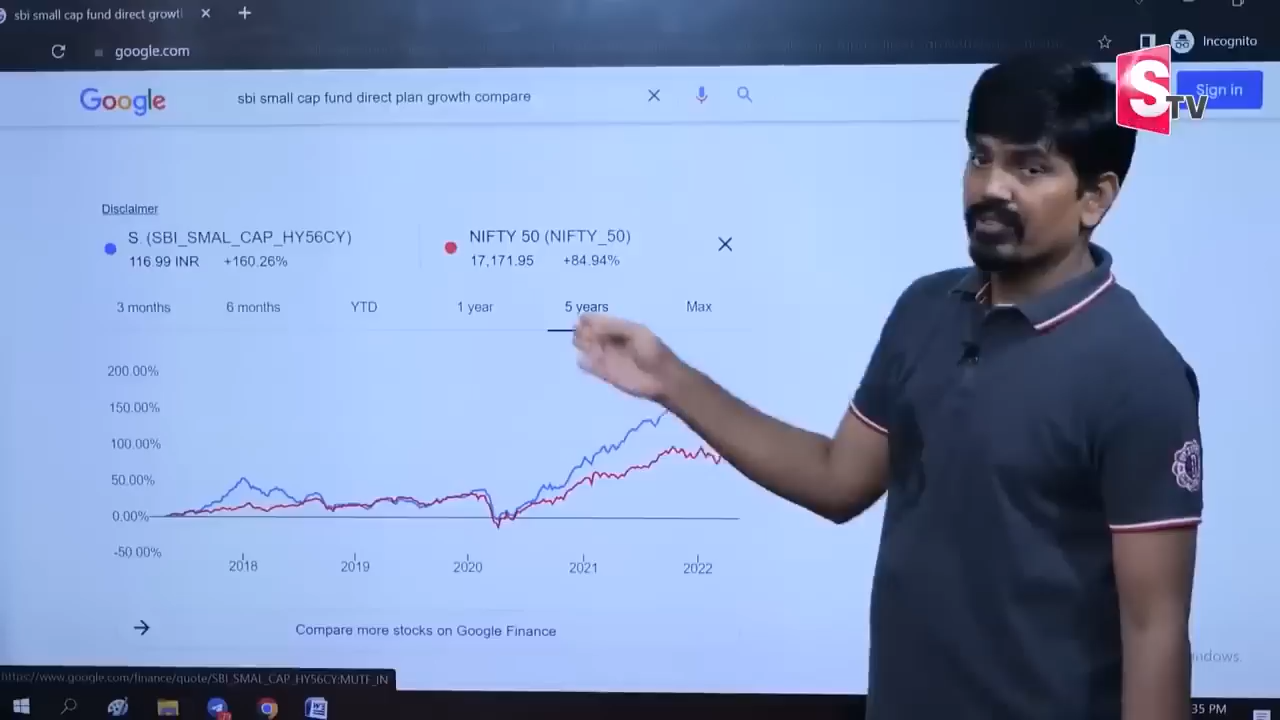 sbi small cap fund direct growt
google.com
Incognito
Google
sbi small cap fund direct plan growth compare
Sign in
S TV
Disclaimer
S. (SBI_SMAL_CAP_HY56CY)
116.99 INR +160.26%
NIFTY 50 (NIFTY_50)
17,171.95 +84.94%
3 months 6 months YTD 1 year 5 years Max
200.00%
150.00%
100.00%
50.00%
0.00%
-50.00%
2018 2019 2020 2021 2022
Compare more stocks on Google Finance
ndows.
https://www.google.com/finance/quote/SBI_SMAL_CAP_HY56CY:MUTF_IN
35 PM